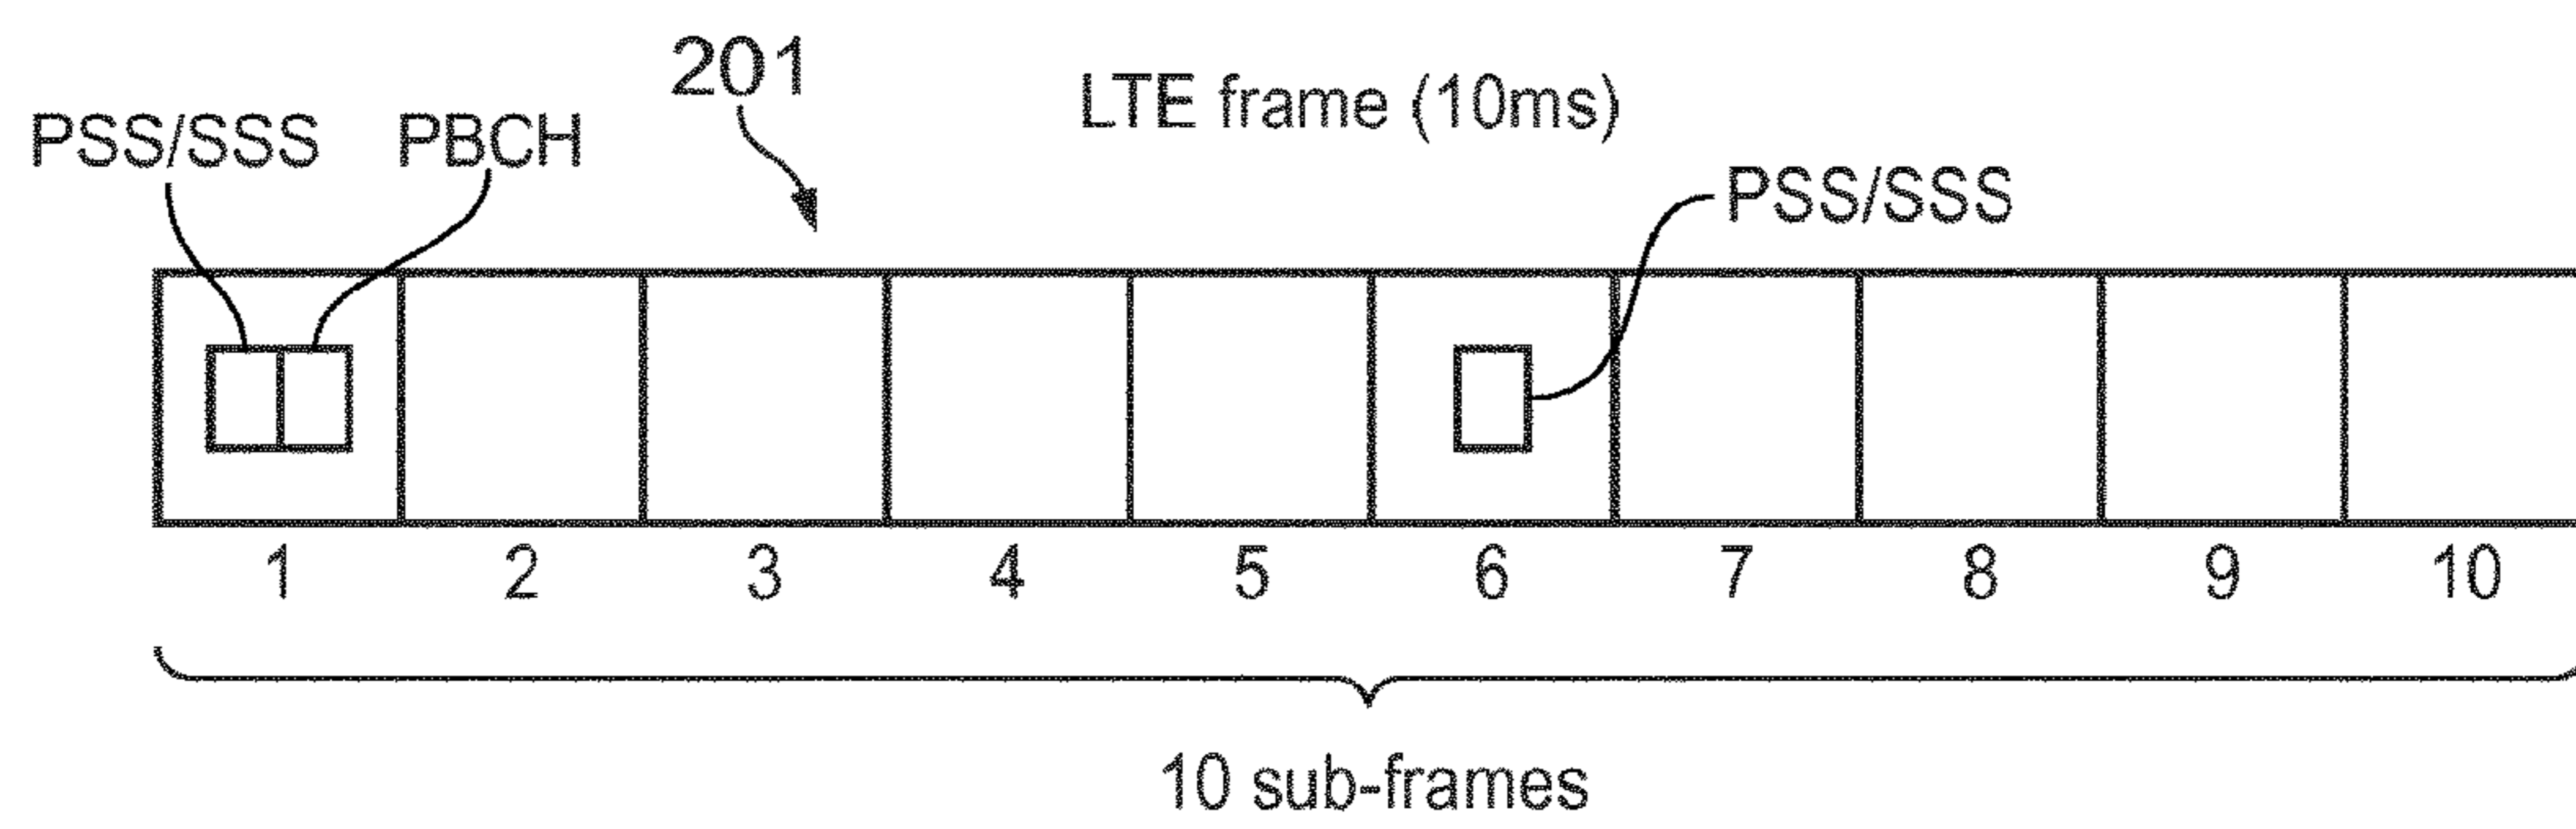 201
LTE frame (10ms)
PSS/SSS
PBCH
PSS/SSS
1 2 3 4 5 6 7 8 9 10
10 sub-frames